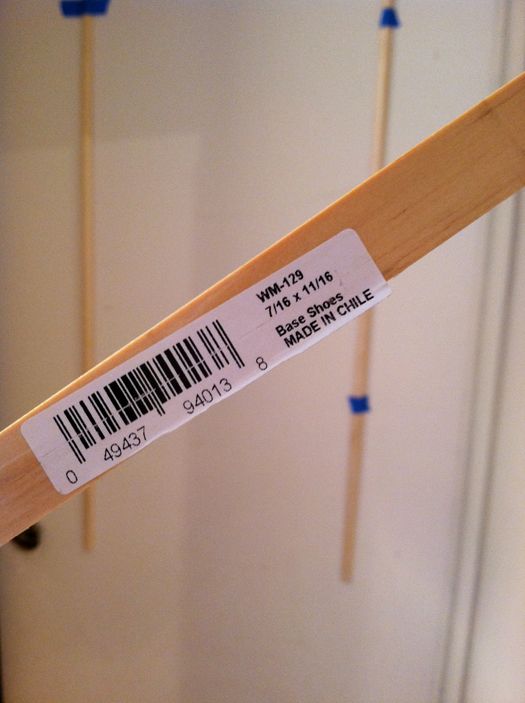 WM-129
7/16 x 11/16
Base Shoes
MADE IN CHILE
0 49437 94013 8